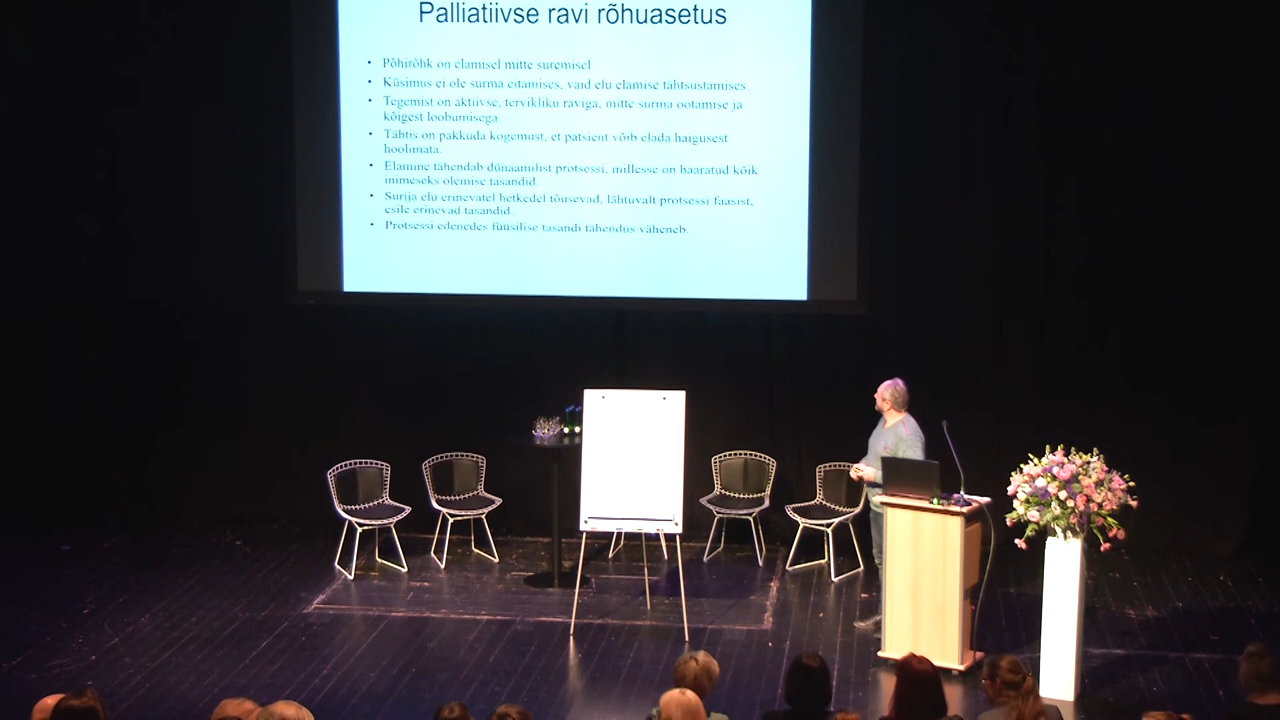 Palliatiivse ravi rõhuasetus
• Põhirõhk on elamisel mitte suremisel
• Küsimus ei ole surma eitamises, vaid elu elamise tähtsustamises.
• Tegemist on aktiivse, tervikliku raviga, mitte surma ootamise ja
kõigest loobumisega.
• Tähtis on pakkuda kogemust, et patsient võib elada haigusest
hoolimata.
• Elamine tähendab dünaamilist protsessi, millesse on haaratud kõik
inimeseks olemise tasandid.
• Surija elu erinevatel hetkedel tõusevad, lähtuvalt protsessi faasist,
esile erinevad tasandid.
• Protsessi edenedes füüsilise tasandi tähendus väheneb.